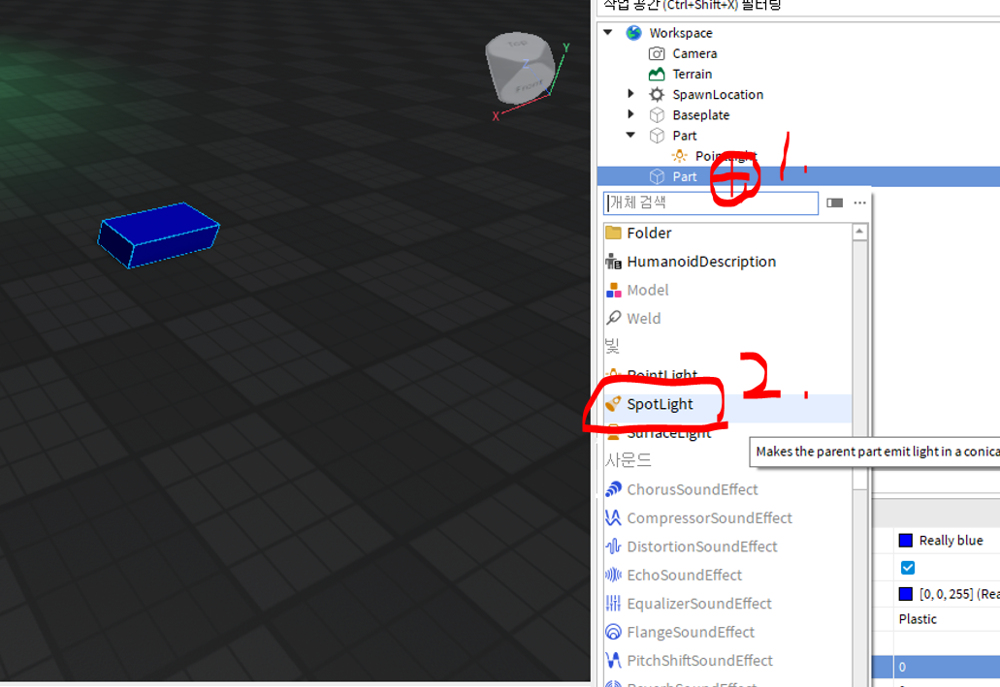 작업 공간 (Ctrl+Shift+X) 필터링
Workspace
Camera
Terrain
SpawnLocation
Baseplate
Part
PointLight
Part
1.
개체 검색
Folder
HumanoidDescription
Model
Weld
빛
PointLight
2.
SpotLight
SurfaceLight
Makes the parent part emit light in a conica
사운드
ChorusSoundEffect
CompressorSoundEffect
DistortionSoundEffect
EchoSoundEffect
EqualizerSoundEffect
FlangeSoundEffect
PitchShiftSoundEffect
ReverbSoundEffect
Really blue
[0, 0, 255] (Rea
Plastic
0
Top
Front
X
Y
Z